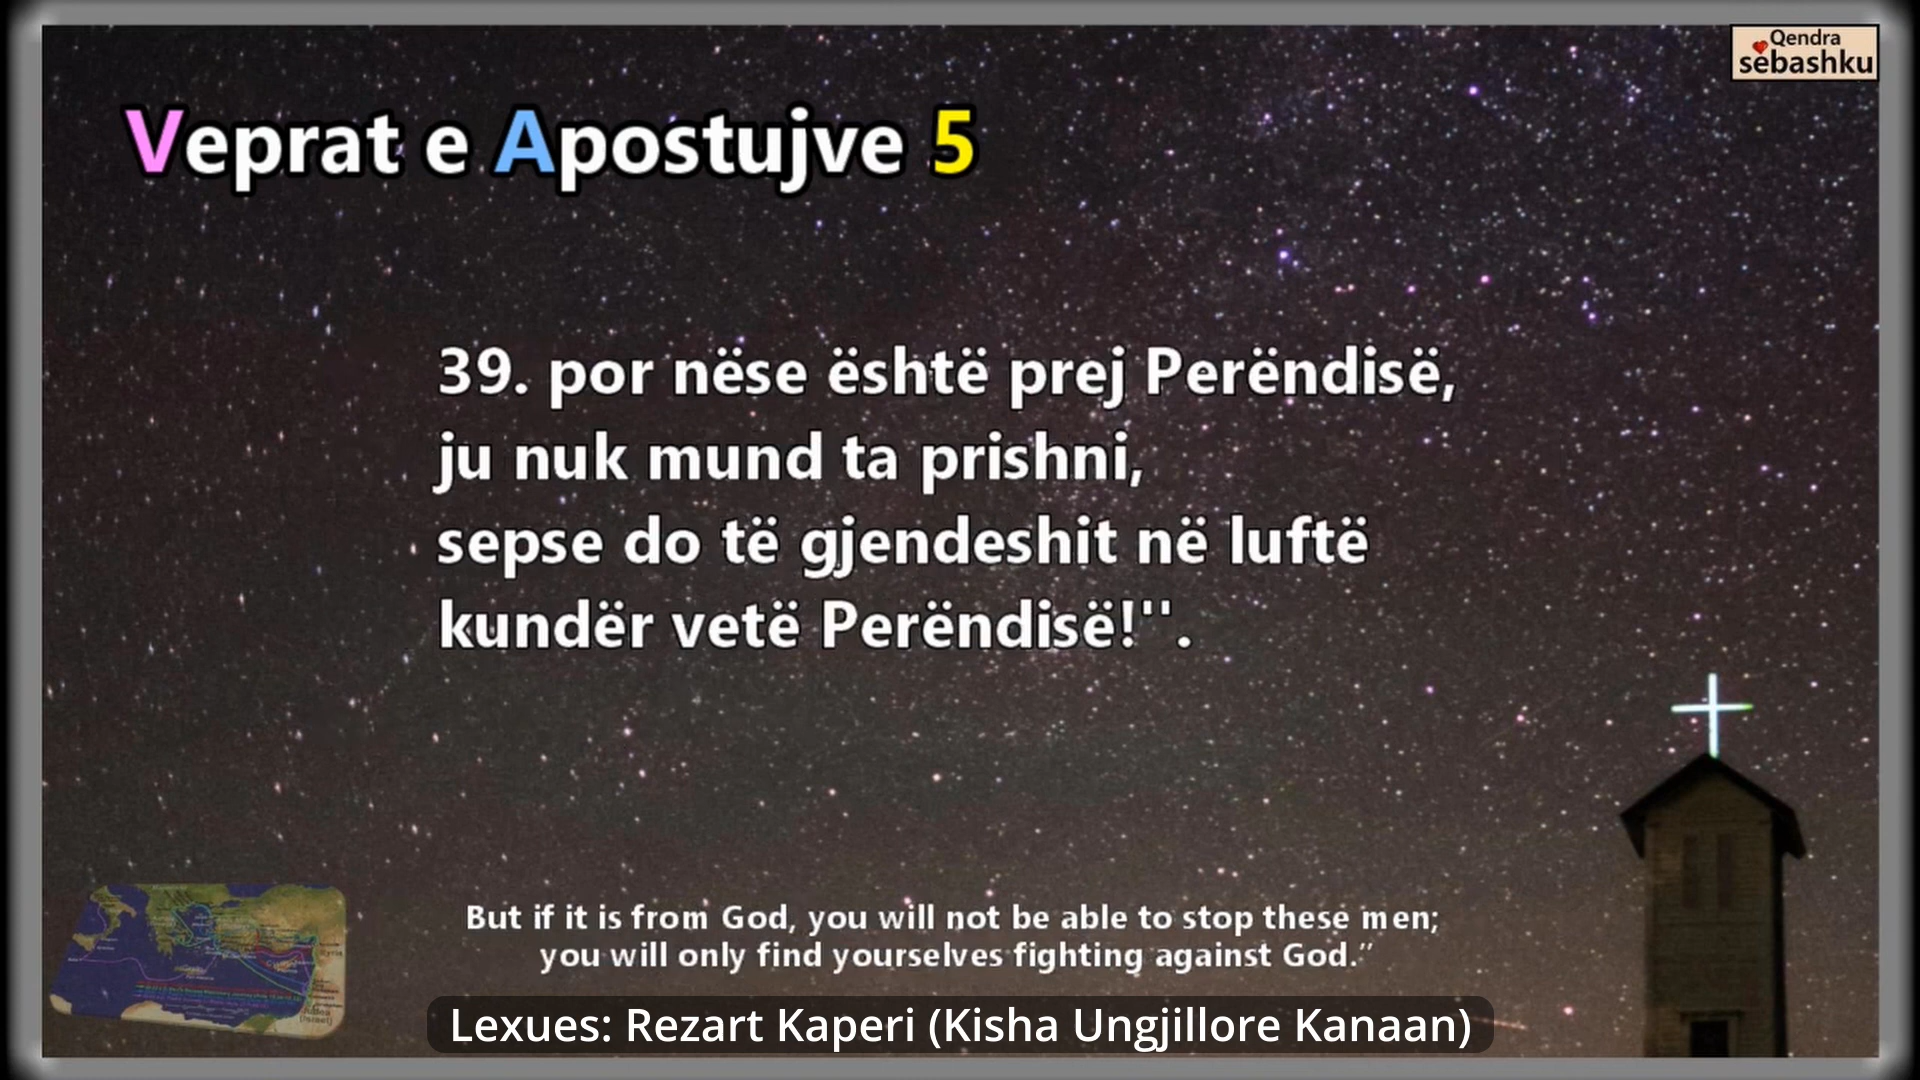 Qendra
sebashku
Veprat e Apostujve 5
39. por nëse është prej Perëndisë,
ju nuk mund ta prishni,
sepse do të gjendeshit në luftë
kundër vetë Perëndisë!''.
But if it is from God, you will not be able to stop these men;
you will only find yourselves fighting against God.”
Lexues: Rezart Kaperi (Kisha Ungjillore Kanaan)